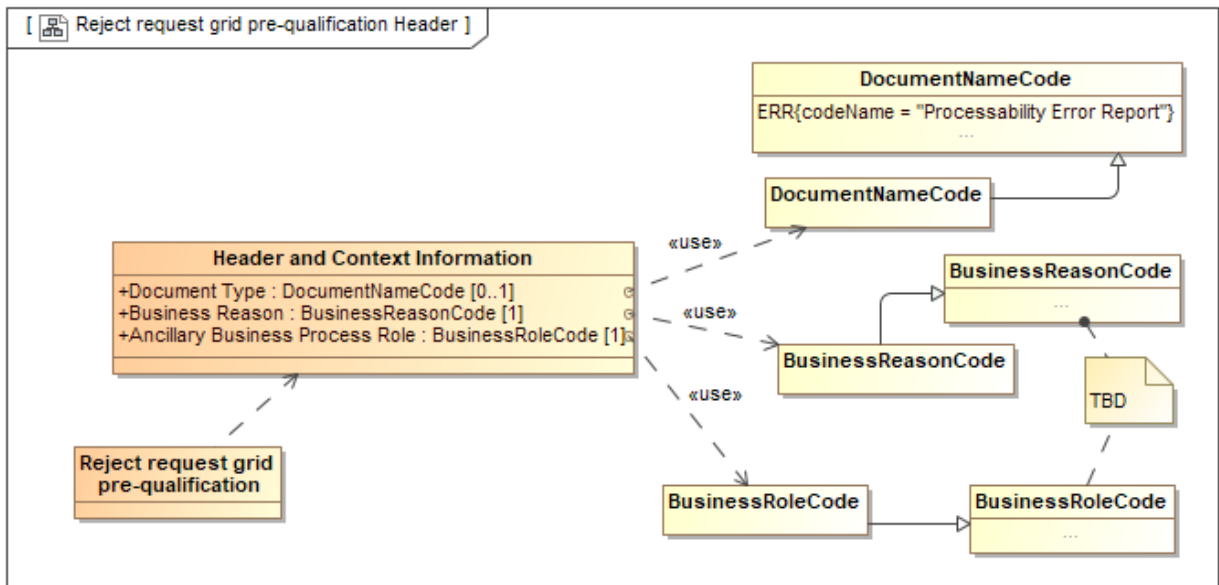 [ Reject request grid pre-qualification Header ]
DocumentNameCode
ERR{codeName = "Processability Error Report"}
...
DocumentNameCode
«use»
Header and Context Information
+Document Type : DocumentNameCode [0..1]
+Business Reason : BusinessReasonCode [1]
+Ancillary Business Process Role : BusinessRoleCode [1]
BusinessReasonCode
...
«use»
BusinessReasonCode
TBD
«use»
Reject request grid
pre-qualification
BusinessRoleCode
BusinessRoleCode
...